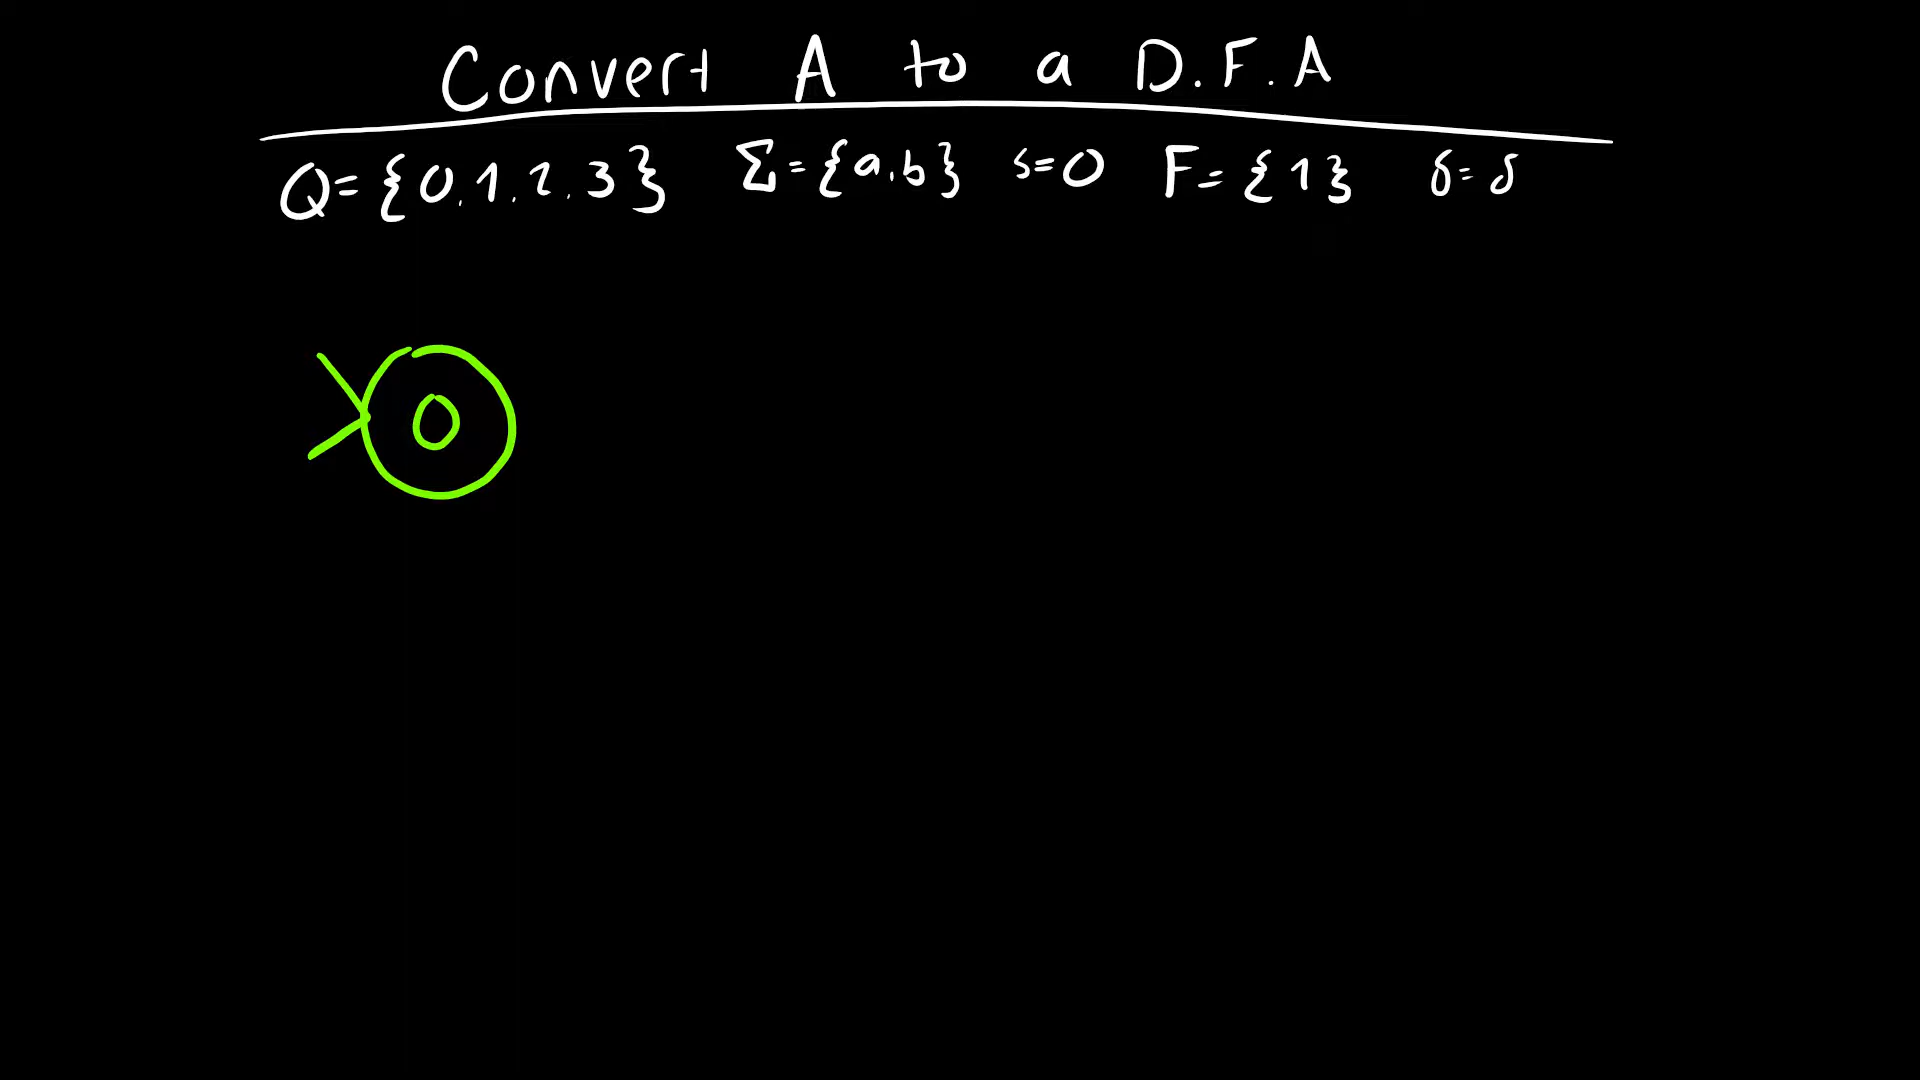 Convert A to a D.F.A
Q={0,1,2,3} Σ={a,b} s=0 F={1} δ=δ
0